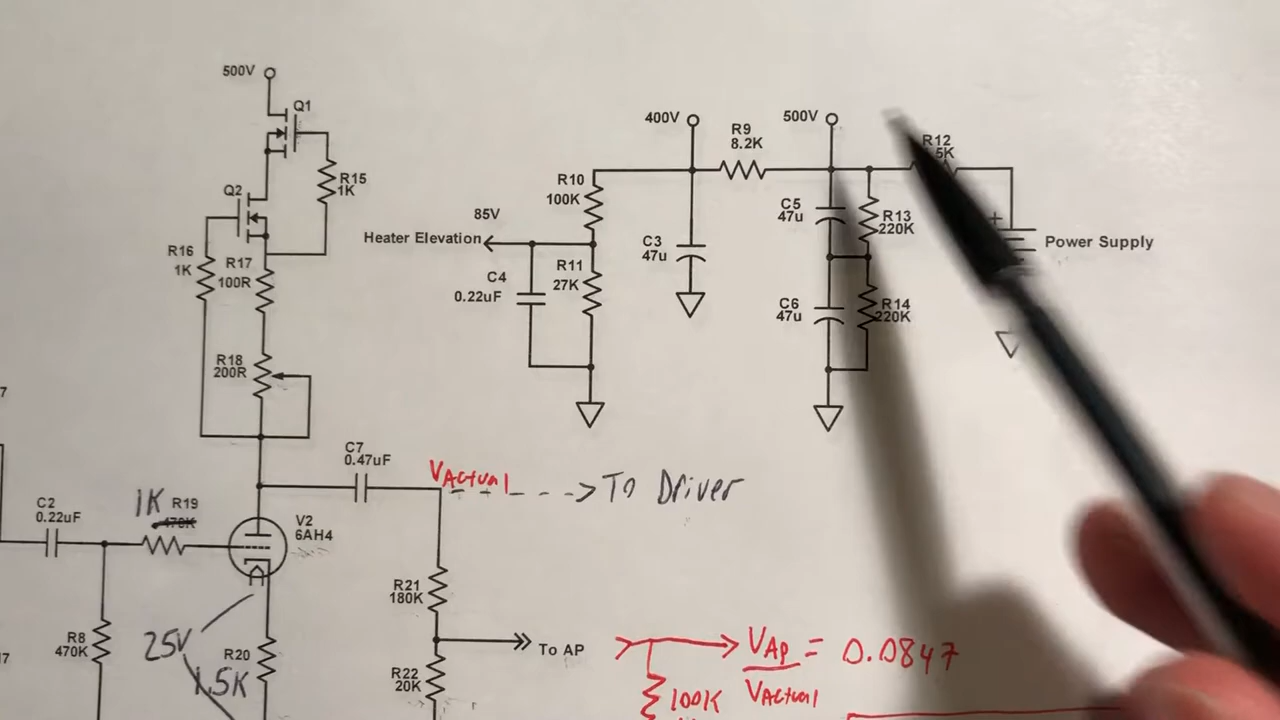 500V
Q1
R15
1K
Q2
R16
1K
R17
100R
R18
200R
85V
Heater Elevation
R10
100K
C4
0.22uF
R11
27K
400V
R9
8.2K
C3
47u
500V
C5
47u
R13
220K
C6
47u
R14
220K
R12
+
Power Supply
7
C7
0.47uF
VActual
To Driver
C2
0.22uF
1K R19
470K
V2
6AH4
R8
470K
25V
R20
1.5K
R21
180K
To AP
R22
20K
VAP = 0.0847
VActual
100K